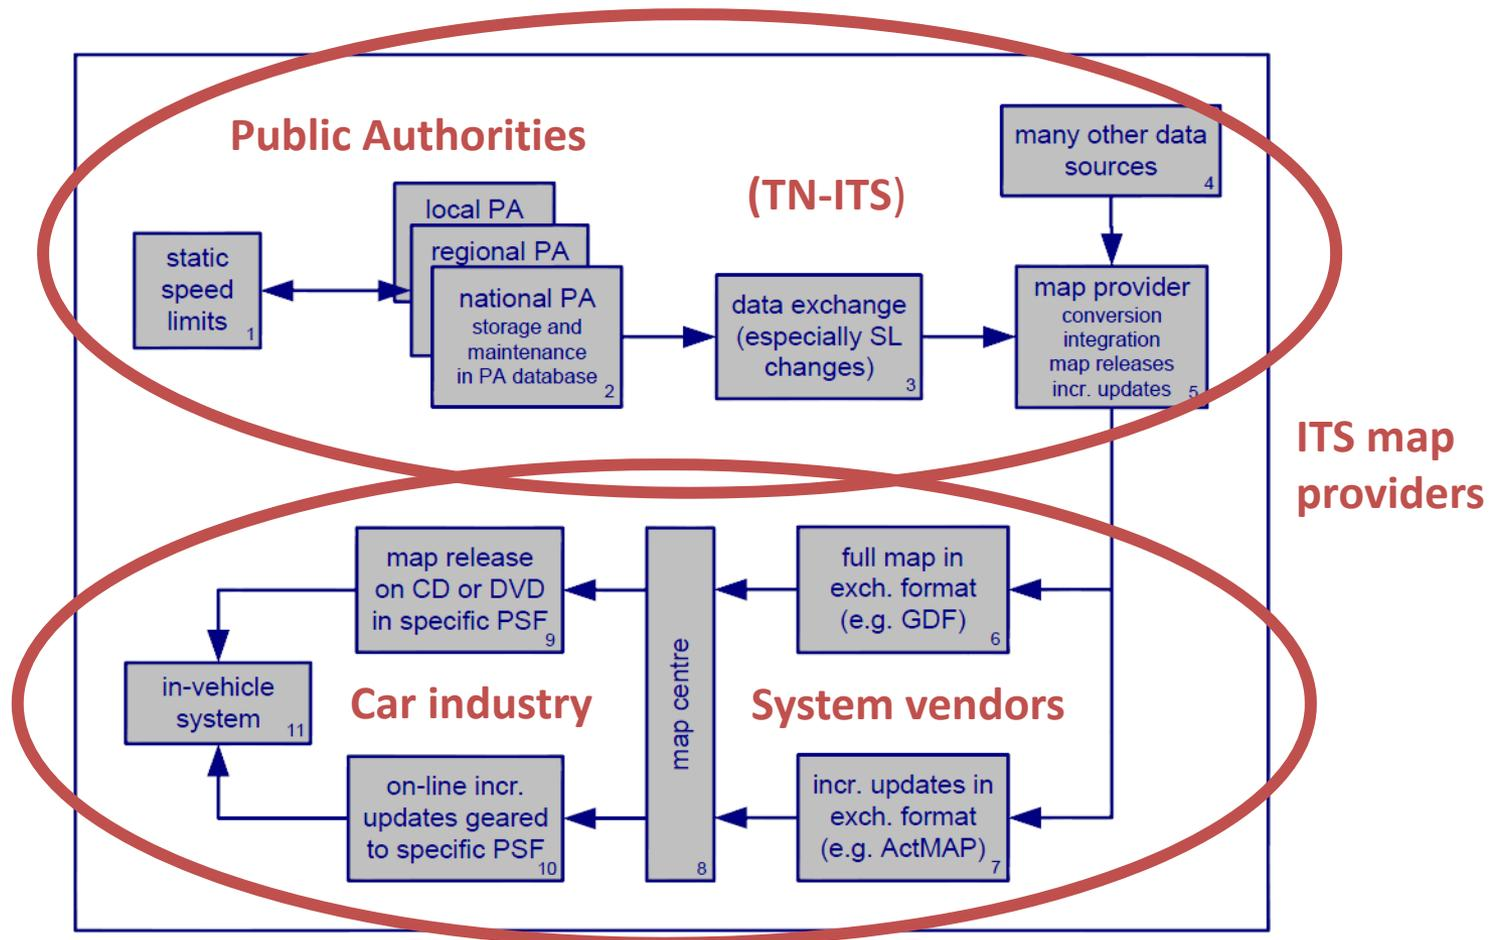 Public Authorities
(TN-ITS)
many other data
sources
4
local PA
regional PA
national PA
storage and
maintenance
in PA database
2
static
speed
limits
1
data exchange
(especially SL
changes)
3
map provider
conversion
integration
map releases
incr. updates
5
ITS map
providers
map release
on CD or DVD
in specific PSF
9
map centre
8
full map in
exch. format
(e.g. GDF)
6
in-vehicle
system
11
Car industry
System vendors
on-line incr.
updates geared
to specific PSF
10
incr. updates in
exch. format
(e.g. ActMAP)
7